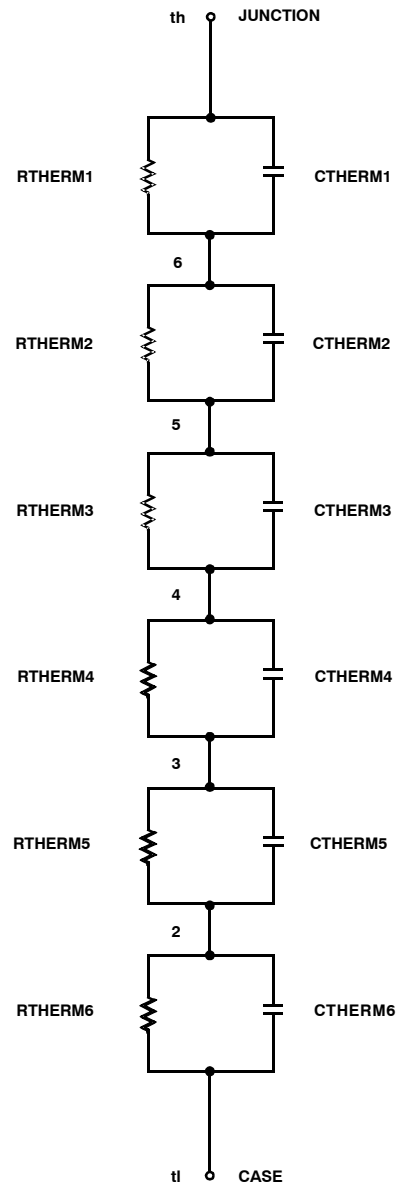 th JUNCTION
RTHERM1 CTHERM1
6
RTHERM2 CTHERM2
5
RTHERM3 CTHERM3
4
RTHERM4 CTHERM4
3
RTHERM5 CTHERM5
2
RTHERM6 CTHERM6
tl CASE